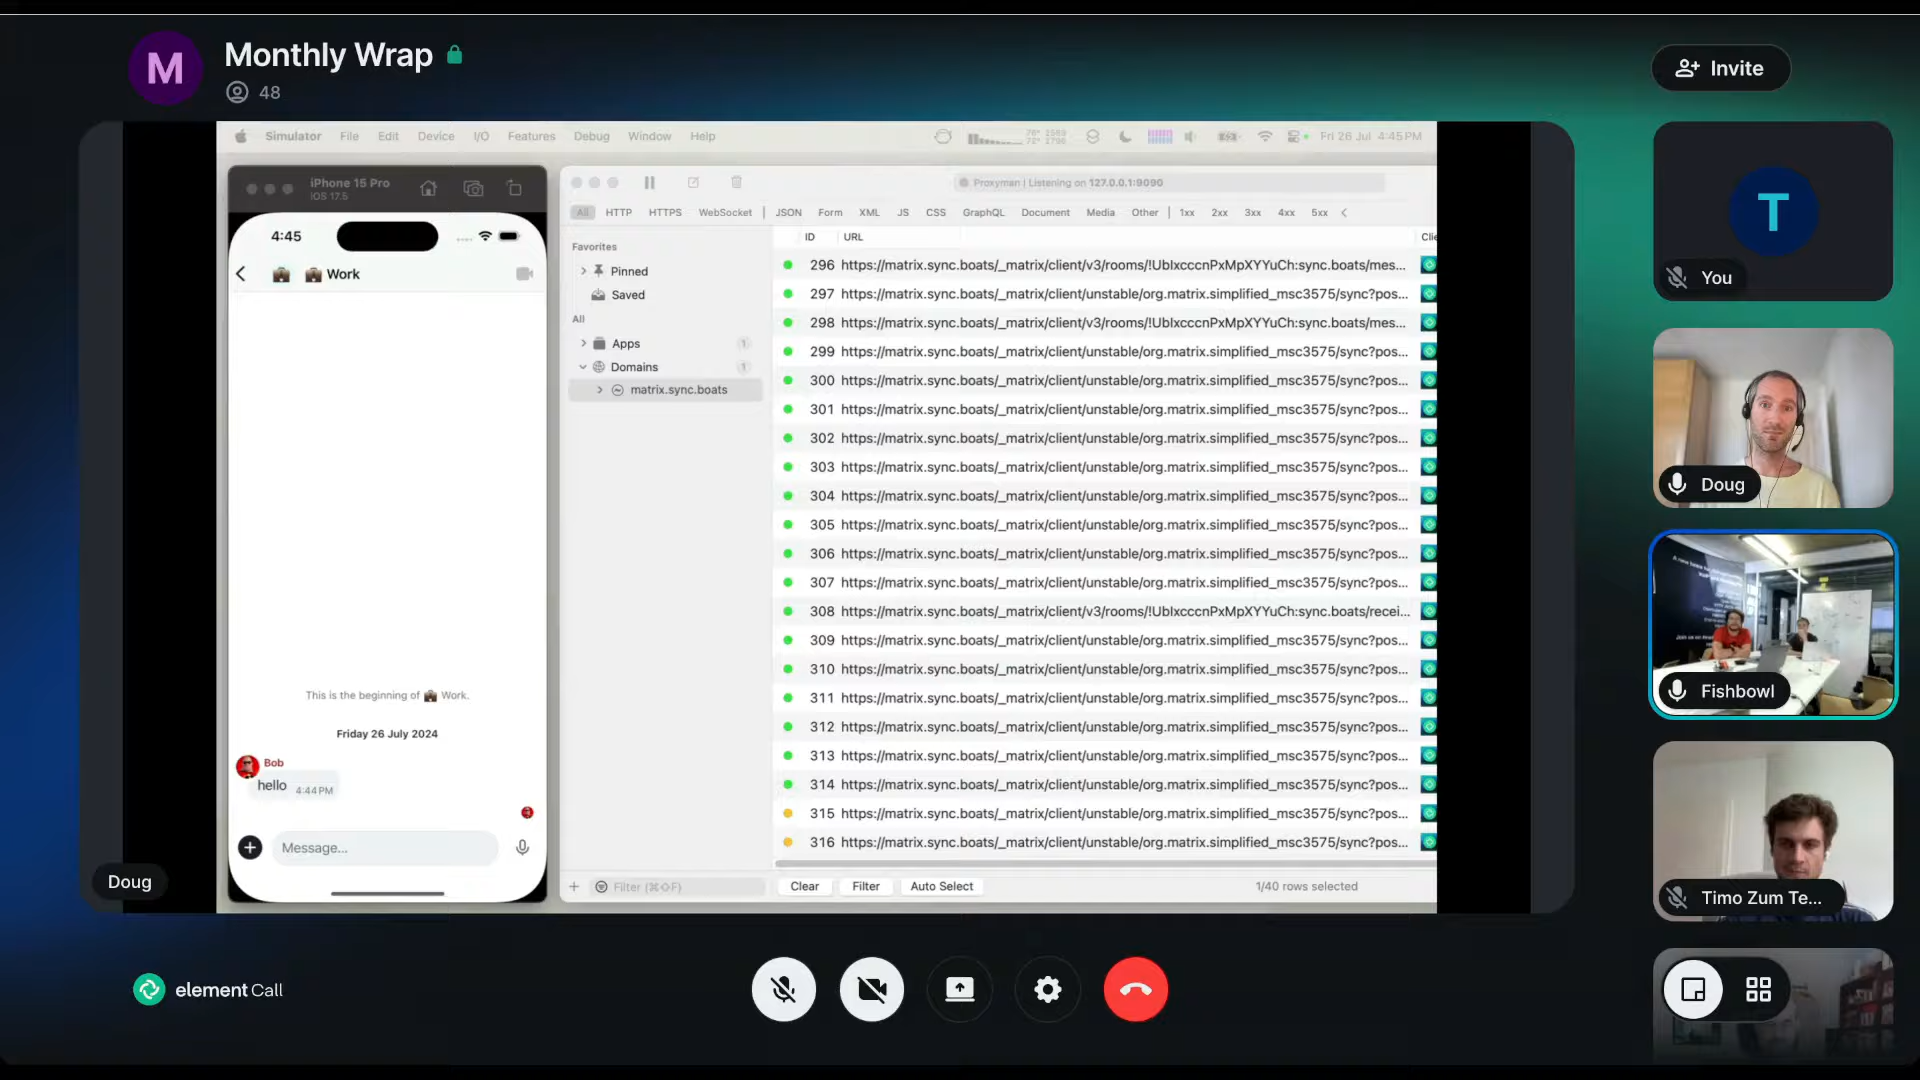 M
Monthly Wrap
48
Invite
Simulator File Edit Device I/O Features Debug Window Help
Fri 26 Jul 4:45 PM
iPhone 15 Pro
iOS 17.5
4:45
💼 💼 Work
This is the beginning of 💼 Work.
Friday 26 July 2024
Bob
hello 4:44 PM
Message...
Proxyman | Listening on 127.0.0.1:9090
All HTTP HTTPS WebSocket | JSON Form XML JS CSS GraphQL Document Media Other | 1xx 2xx 3xx 4xx 5xx
Favorites
Pinned
Saved
All
Apps 1
Domains 1
matrix.sync.boats
ID URL Clie
296 https://matrix.sync.boats/_matrix/client/v3/rooms/!UbIxcccnPxMpXYYuCh:sync.boats/mes...
297 https://matrix.sync.boats/_matrix/client/unstable/org.matrix.simplified_msc3575/sync?pos...
298 https://matrix.sync.boats/_matrix/client/v3/rooms/!UbIxcccnPxMpXYYuCh:sync.boats/mes...
299 https://matrix.sync.boats/_matrix/client/unstable/org.matrix.simplified_msc3575/sync?pos...
300 https://matrix.sync.boats/_matrix/client/unstable/org.matrix.simplified_msc3575/sync?pos...
301 https://matrix.sync.boats/_matrix/client/unstable/org.matrix.simplified_msc3575/sync?pos...
302 https://matrix.sync.boats/_matrix/client/unstable/org.matrix.simplified_msc3575/sync?pos...
303 https://matrix.sync.boats/_matrix/client/unstable/org.matrix.simplified_msc3575/sync?pos...
304 https://matrix.sync.boats/_matrix/client/unstable/org.matrix.simplified_msc3575/sync?pos...
305 https://matrix.sync.boats/_matrix/client/unstable/org.matrix.simplified_msc3575/sync?pos...
306 https://matrix.sync.boats/_matrix/client/unstable/org.matrix.simplified_msc3575/sync?pos...
307 https://matrix.sync.boats/_matrix/client/unstable/org.matrix.simplified_msc3575/sync?pos...
308 https://matrix.sync.boats/_matrix/client/v3/rooms/!UbIxcccnPxMpXYYuCh:sync.boats/recei...
309 https://matrix.sync.boats/_matrix/client/unstable/org.matrix.simplified_msc3575/sync?pos...
310 https://matrix.sync.boats/_matrix/client/unstable/org.matrix.simplified_msc3575/sync?pos...
311 https://matrix.sync.boats/_matrix/client/unstable/org.matrix.simplified_msc3575/sync?pos...
312 https://matrix.sync.boats/_matrix/client/unstable/org.matrix.simplified_msc3575/sync?pos...
313 https://matrix.sync.boats/_matrix/client/unstable/org.matrix.simplified_msc3575/sync?pos...
314 https://matrix.sync.boats/_matrix/client/unstable/org.matrix.simplified_msc3575/sync?pos...
315 https://matrix.sync.boats/_matrix/client/unstable/org.matrix.simplified_msc3575/sync?pos...
316 https://matrix.sync.boats/_matrix/client/unstable/org.matrix.simplified_msc3575/sync?pos...
Filter (⌘⇧F)
Clear Filter Auto Select 1/40 rows selected
Doug
T
You
Doug
Fishbowl
Timo Zum Te...
element Call